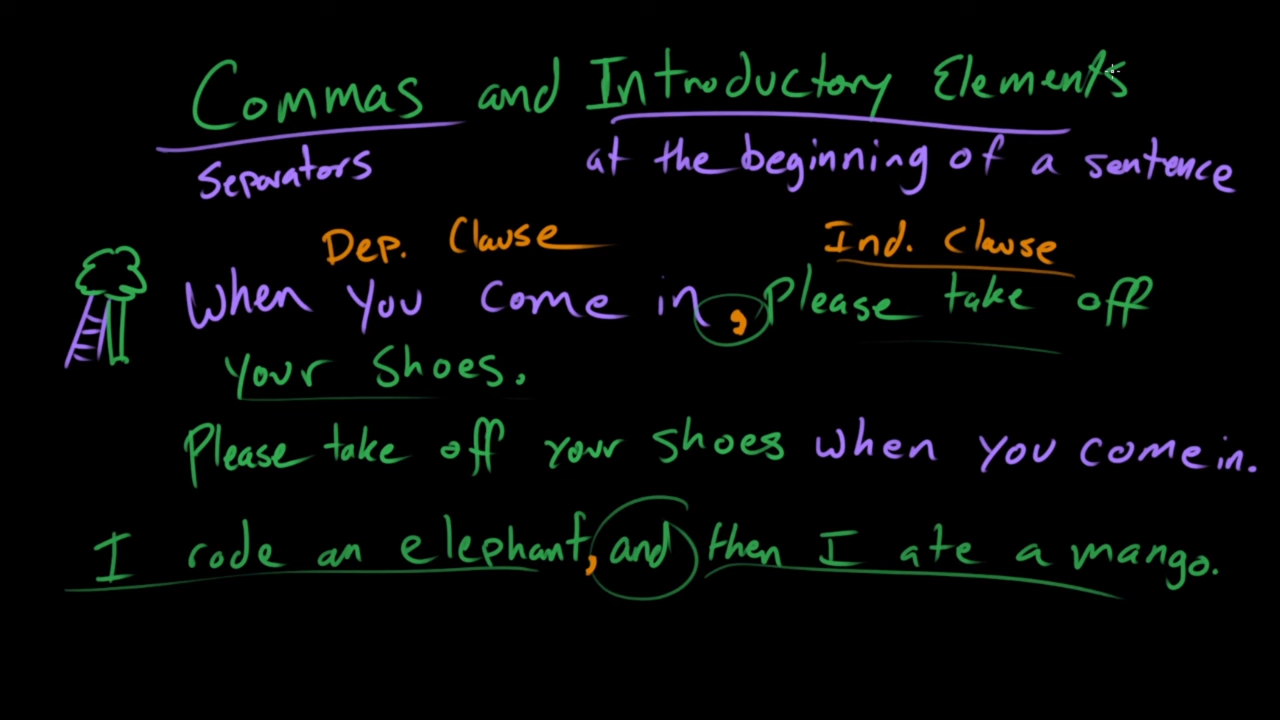 Commas and Introductory Elements
Separators at the beginning of a sentence
Dep. Clause Ind. Clause
When you come in, Please take off
your shoes.
Please take off your shoes when you come in.
I rode an elephant, and then I ate a mango.